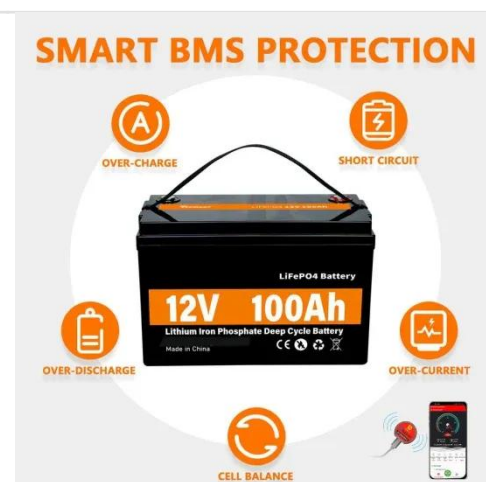 SMART BMS PROTECTION
OVER-CHARGE
SHORT CIRCUIT
LiFePO4 Battery
12V 100Ah
Lithium Iron Phosphate Deep Cycle Battery
Made in China
CE
OVER-DISCHARGE
OVER-CURRENT
CELL BALANCE